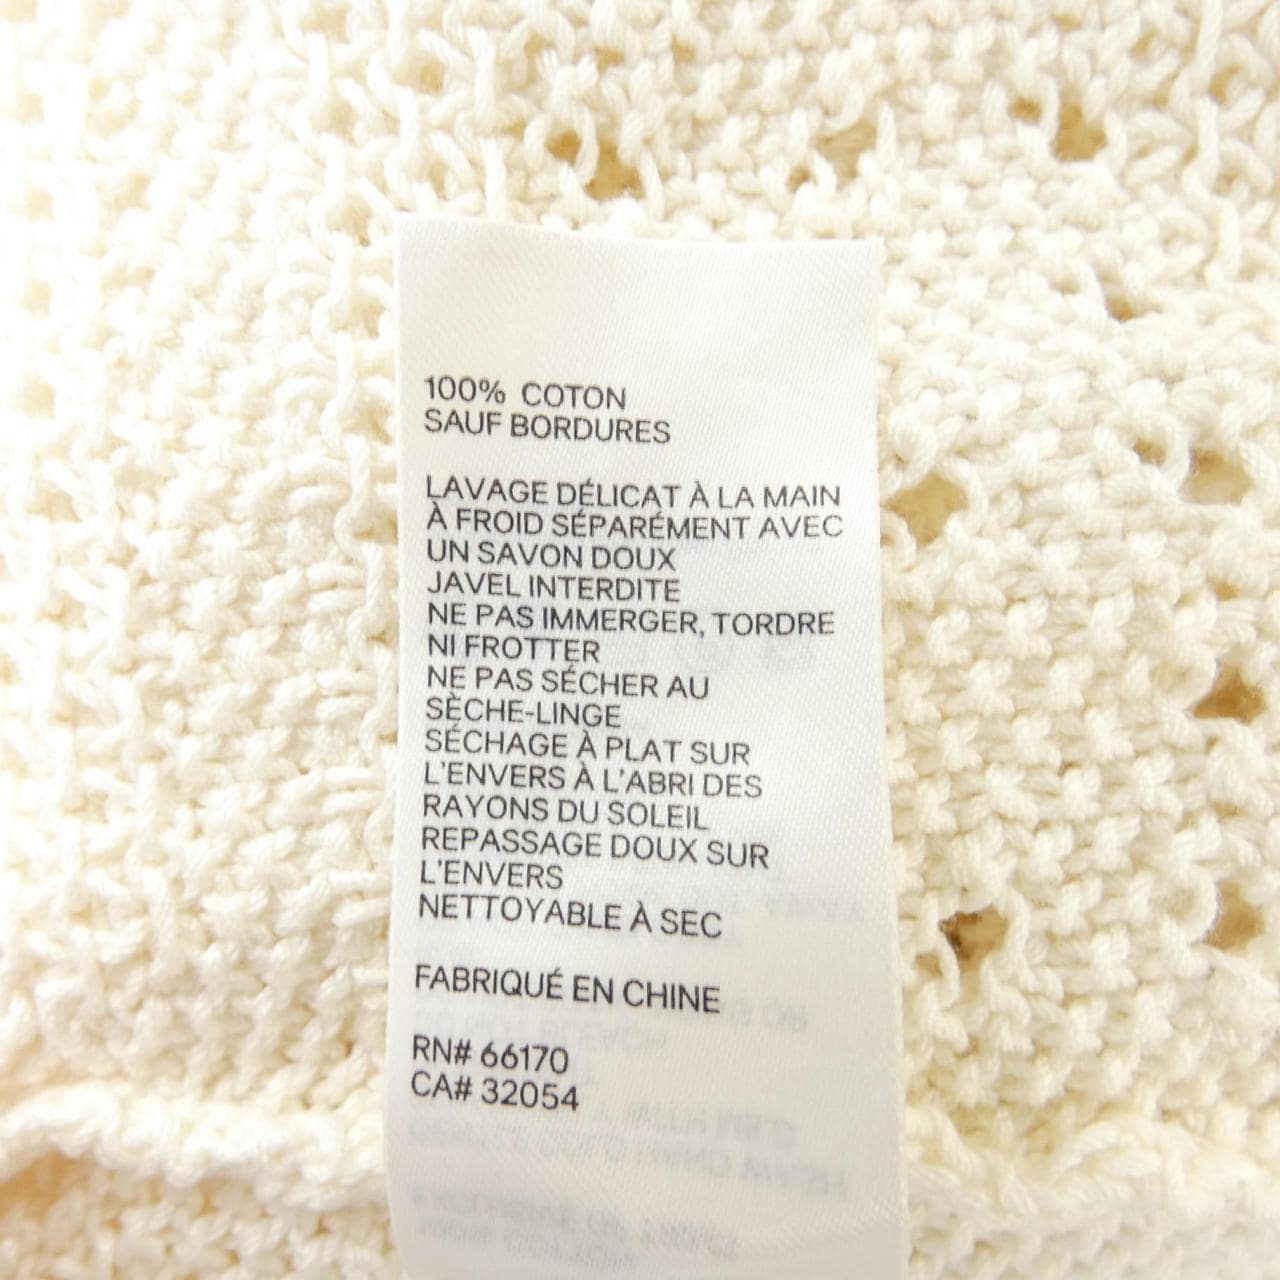 100% COTON
SAUF BORDURES
LAVAGE DÉLICAT À LA MAIN
À FROID SÉPARÉMENT AVEC
UN SAVON DOUX
JAVEL INTERDITE
NE PAS IMMERGER, TORDRE
NI FROTTER
NE PAS SÉCHER AU
SÈCHE-LINGE
SÉCHAGE À PLAT SUR
L'ENVERS À L'ABRI DES
RAYONS DU SOLEIL
REPASSAGE DOUX SUR
L'ENVERS
NETTOYABLE À SEC
FABRIQUÉ EN CHINE
RN# 66170
CA# 32054